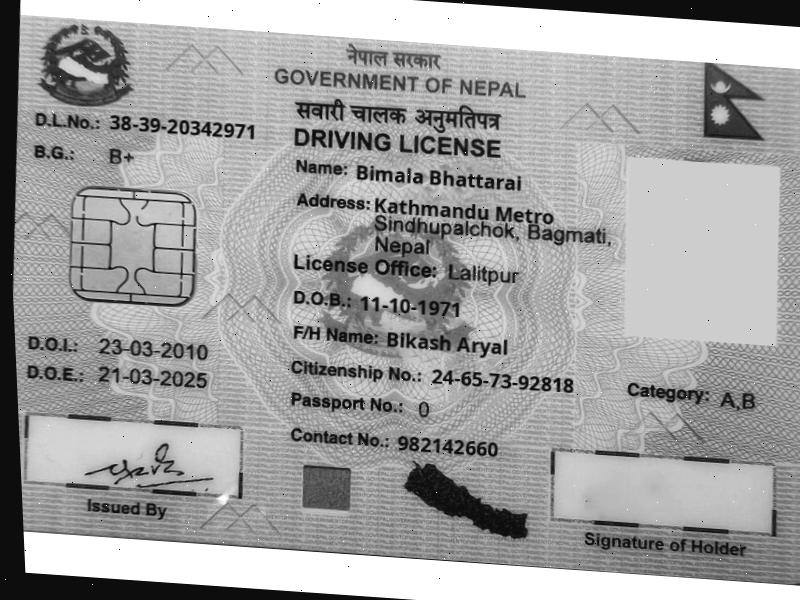 नेपाल सरकार
GOVERNMENT OF NEPAL
सवारी चालक अनुमतिपत्र
DRIVING LICENSE
D.L.No.: 38-39-20342971
B.G.: B+
Name: Bimala Bhattarai
Address: Kathmandu Metro
Sindhupalchok, Bagmati,
Nepal
License Office: Lalitpur
D.O.B.: 11-10-1971
F/H Name: Bikash Aryal
D.O.I.: 23-03-2010
D.O.E.: 21-03-2025
Citizenship No.: 24-65-73-92818
Category: A,B
Passport No.: 0
Contact No.: 982142660
Issued By
Signature of Holder